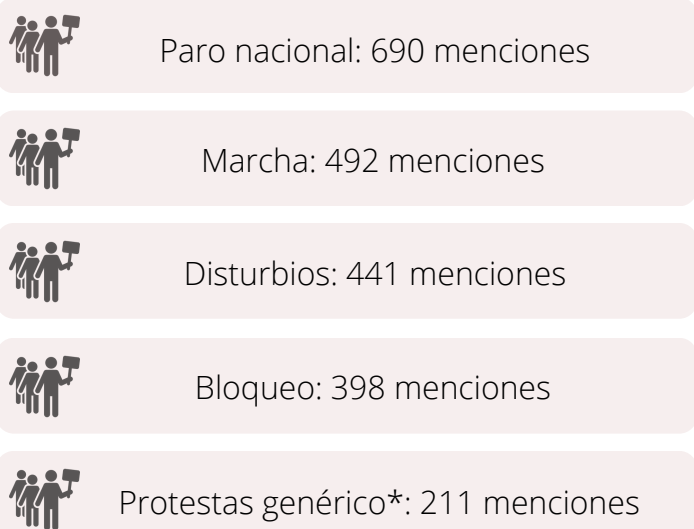 Paro nacional: 690 menciones
Marcha: 492 menciones
Disturbios: 441 menciones
Bloqueo: 398 menciones
Protestas genérico*: 211 menciones